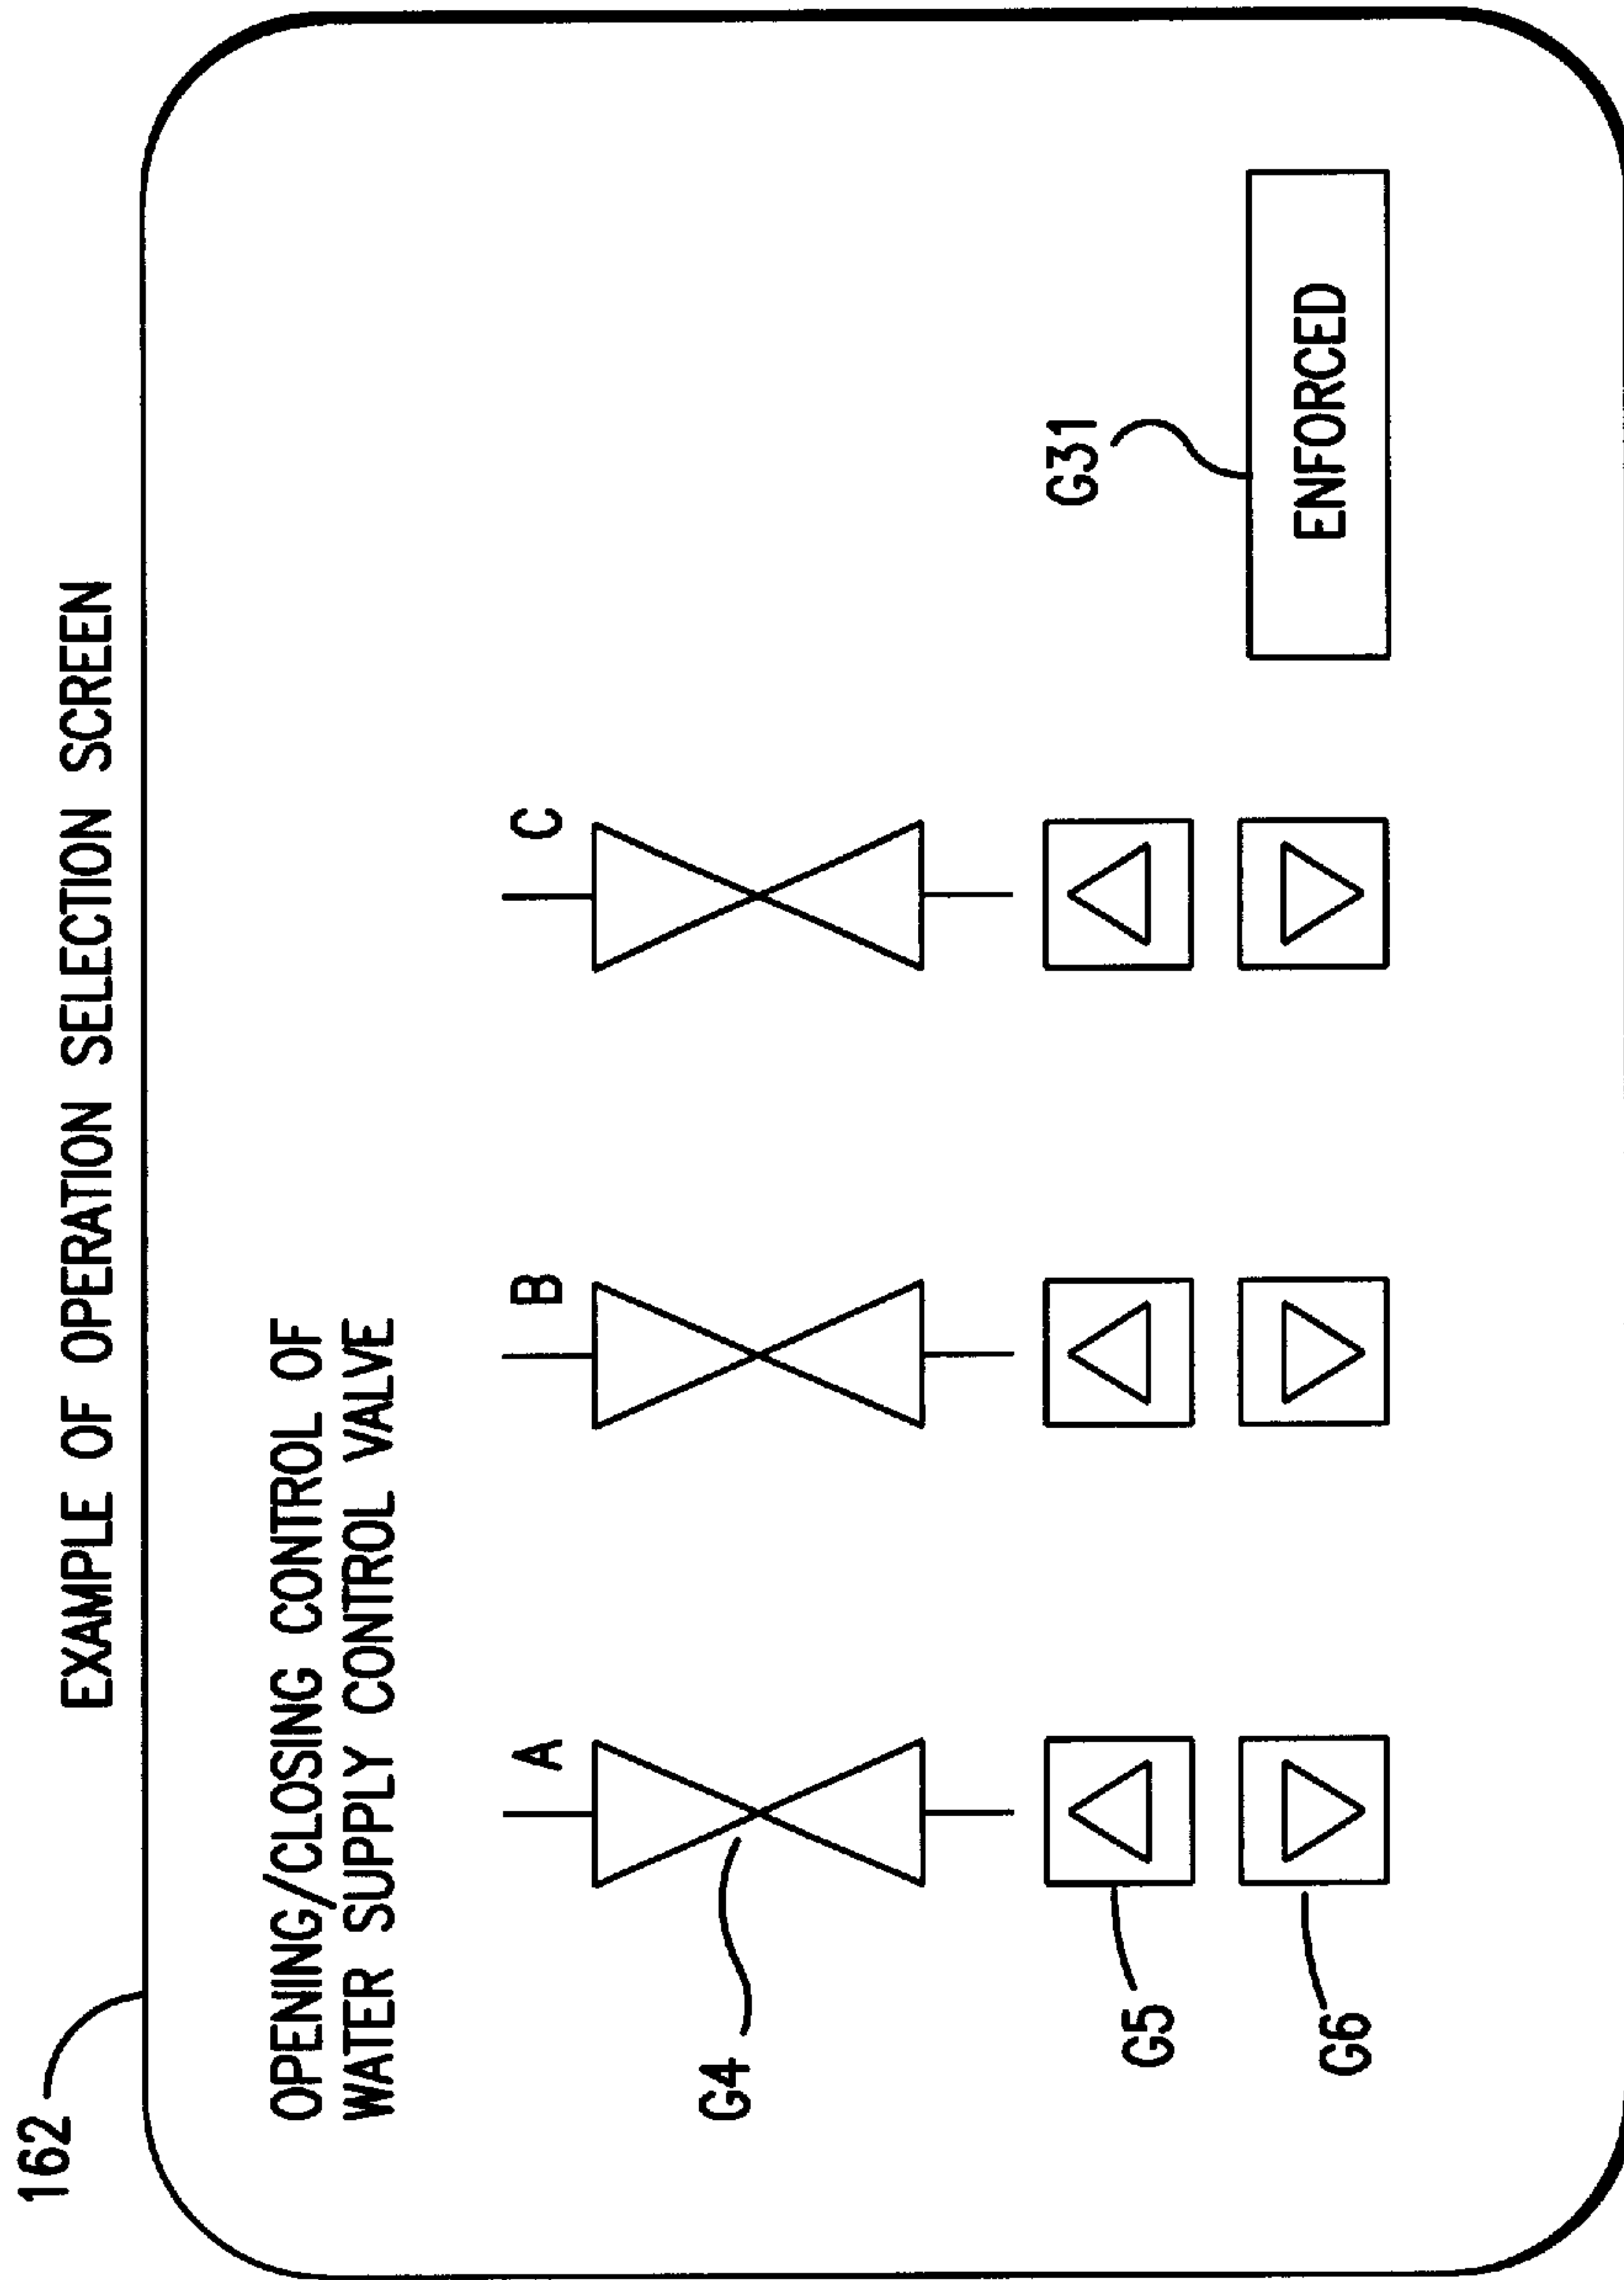 EXAMPLE OF OPERATION SELECTION SCREEN
162
OPENING/CLOSING CONTROL OF
WATER SUPPLY CONTROL VALVE
A
B
C
G4
G31
G5
ENFORCED
G6